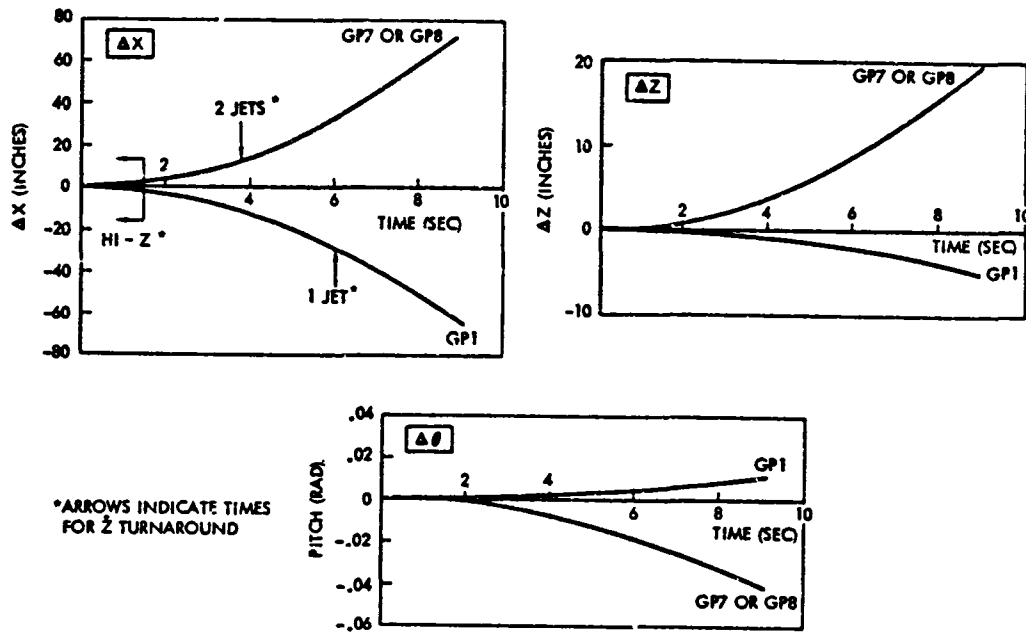 ΔX
GP7 OR GP8
2 JETS *
HI - Z *
1 JET*
GP1
ΔX (INCHES)
80
60
40
20
0
-20
-40
-60
-80
2
4
6
8
10
TIME (SEC)
ΔZ
GP7 OR GP8
GP1
ΔZ (INCHES)
20
10
0
-10
2
4
6
8
10
TIME (SEC)
Δθ
GP1
GP7 OR GP8
PITCH (RAD).
.04
.02
0
-.02
-.04
-.06
2
4
6
8
10
TIME (SEC)
*ARROWS INDICATE TIMES
FOR Ż TURNAROUND